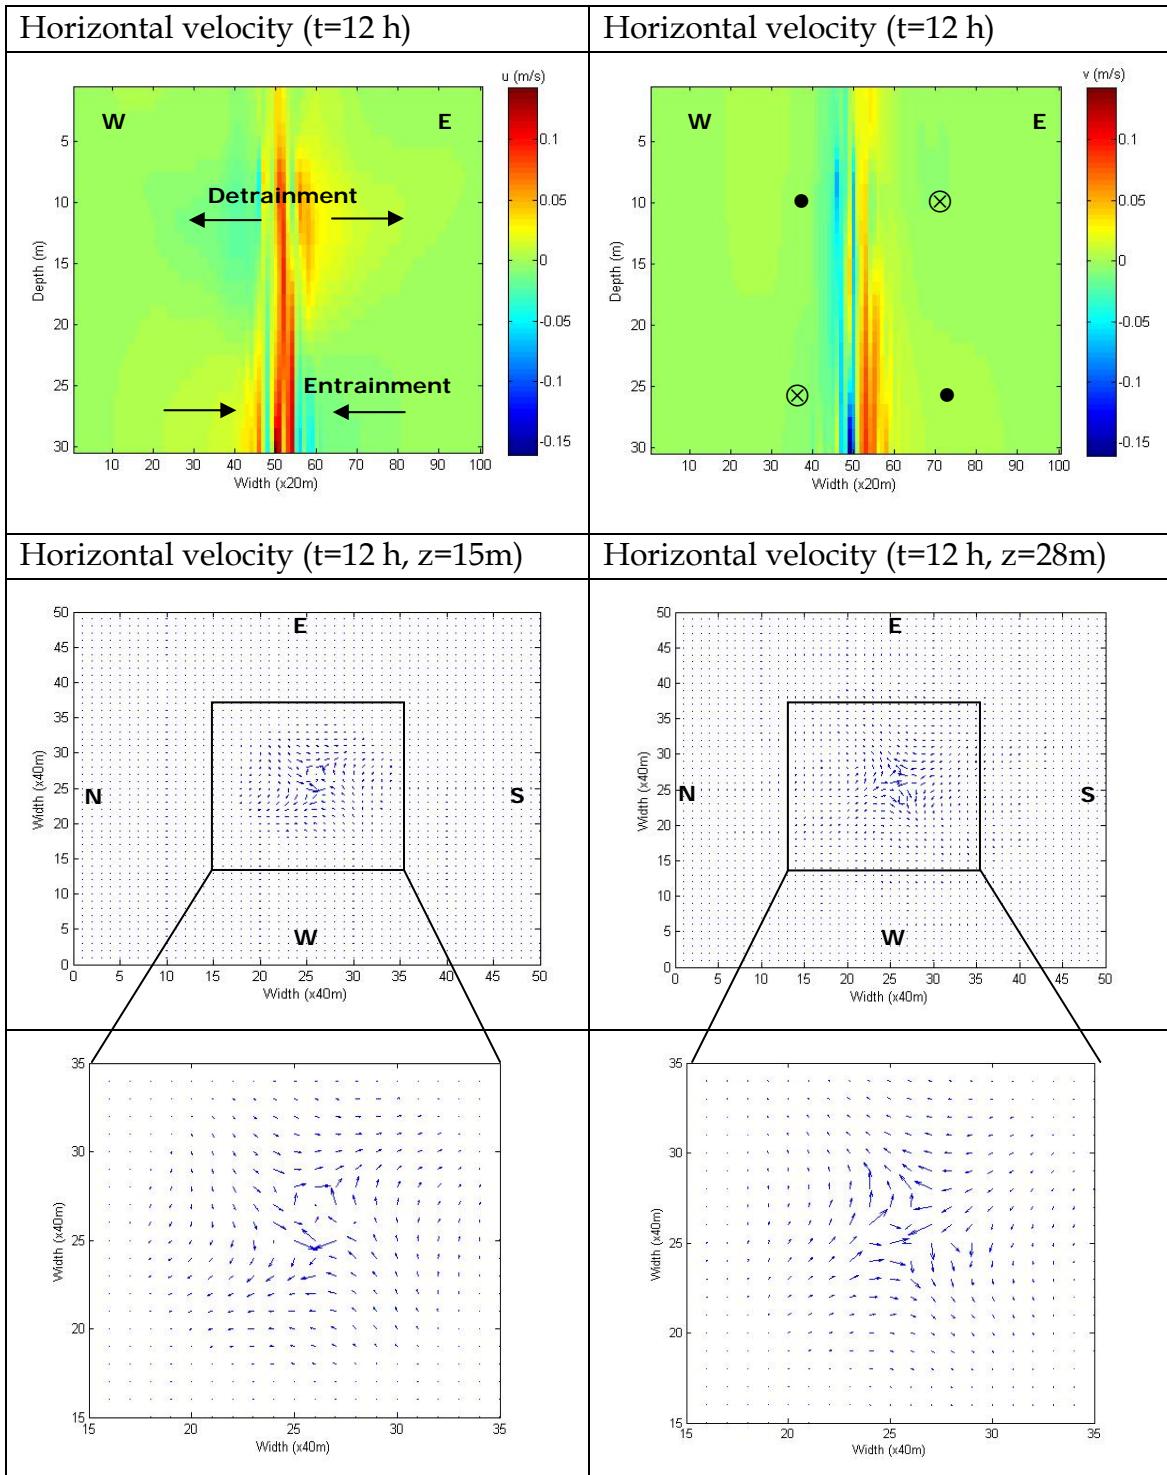 Horizontal velocity (t=12 h)
Horizontal velocity (t=12 h)
u (m/s)
W
E
Detrainment
Entrainment
5
10
15
20
25
30
Depth (m)
10 20 30 40 50 60 70 80 90 100
Width (x20m)
0.1
0.05
0
-0.05
-0.1
-0.15
v (m/s)
W
E
5
10
15
20
25
30
Depth (m)
10 20 30 40 50 60 70 80 90 100
Width (x20m)
0.1
0.05
0
-0.05
-0.1
-0.15
Horizontal velocity (t=12 h, z=15m)
Horizontal velocity (t=12 h, z=28m)
50
45
40
35
30
25
20
15
10
5
0
Width (x40m)
E
N
S
W
0 5 10 15 20 25 30 35 40 45 50
Width (x40m)
50
45
40
35
30
25
20
15
10
5
0
Width (x40m)
E
N
S
W
0 5 10 15 20 25 30 35 40 45 50
Width (x40m)
35
30
25
20
15
Width (x40m)
15 20 25 30 35
Width (x40m)
35
30
25
20
15
Width (x40m)
15 20 25 30 35
Width (x40m)